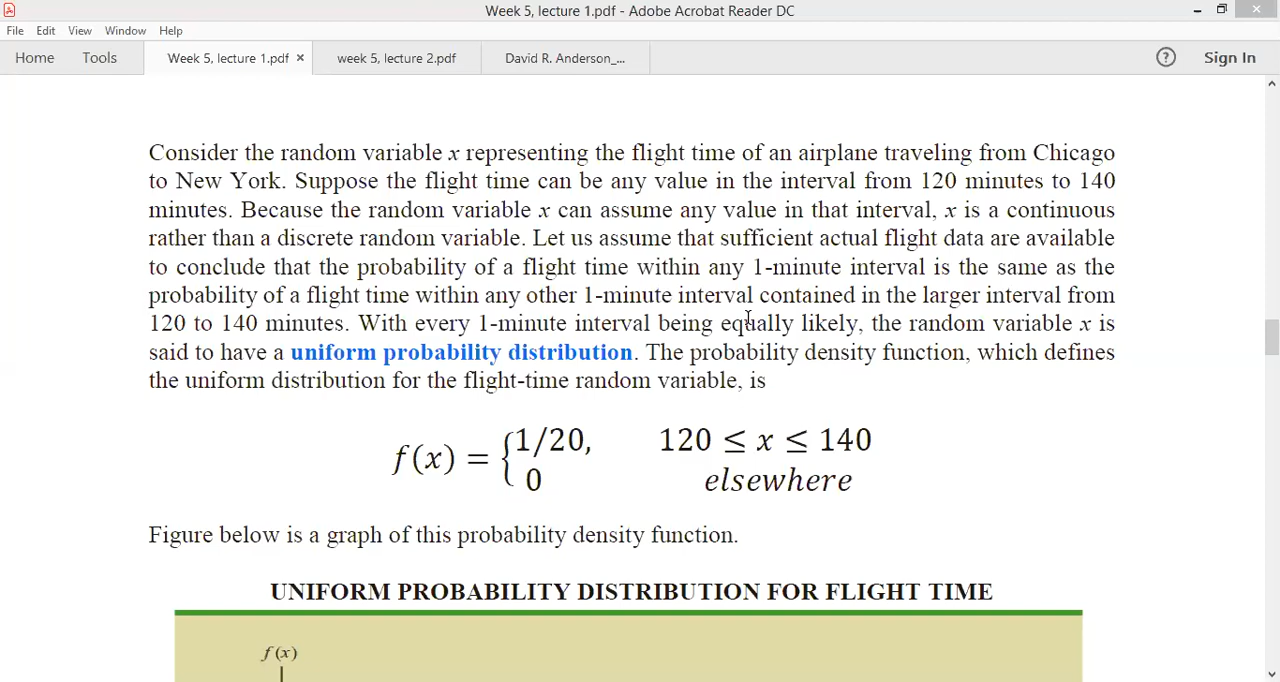 Week 5, lecture 1.pdf - Adobe Acrobat Reader DC
File Edit View Window Help
Home Tools Week 5, lecture 1.pdf × week 5, lecture 2.pdf David R. Anderson_... ? Sign In
Consider the random variable x representing the flight time of an airplane traveling from Chicago
to New York. Suppose the flight time can be any value in the interval from 120 minutes to 140
minutes. Because the random variable x can assume any value in that interval, x is a continuous
rather than a discrete random variable. Let us assume that sufficient actual flight data are available
to conclude that the probability of a flight time within any 1-minute interval is the same as the
probability of a flight time within any other 1-minute interval contained in the larger interval from
120 to 140 minutes. With every 1-minute interval being equally likely, the random variable x is
said to have a uniform probability distribution. The probability density function, which defines
the uniform distribution for the flight-time random variable, is
f(x) = { 1/20, 120 ≤ x ≤ 140
0 elsewhere
Figure below is a graph of this probability density function.
UNIFORM PROBABILITY DISTRIBUTION FOR FLIGHT TIME
f(x)